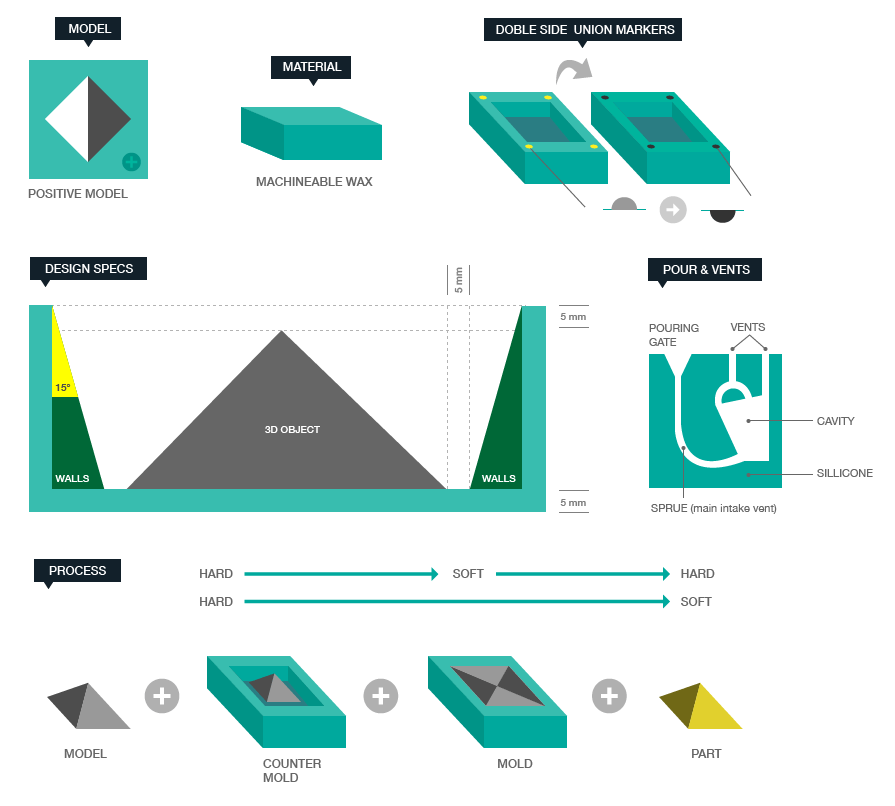 MODEL
POSITIVE MODEL
MATERIAL
MACHINEABLE WAX
DOBLE SIDE UNION MARKERS
DESIGN SPECS
5 mm
5 mm
15°
3D OBJECT
WALLS
WALLS
5 mm
POUR & VENTS
POURING
GATE
VENTS
CAVITY
SILLICONE
SPRUE (main intake vent)
PROCESS
HARD
SOFT
HARD
HARD
SOFT
MODEL
COUNTER
MOLD
MOLD
PART